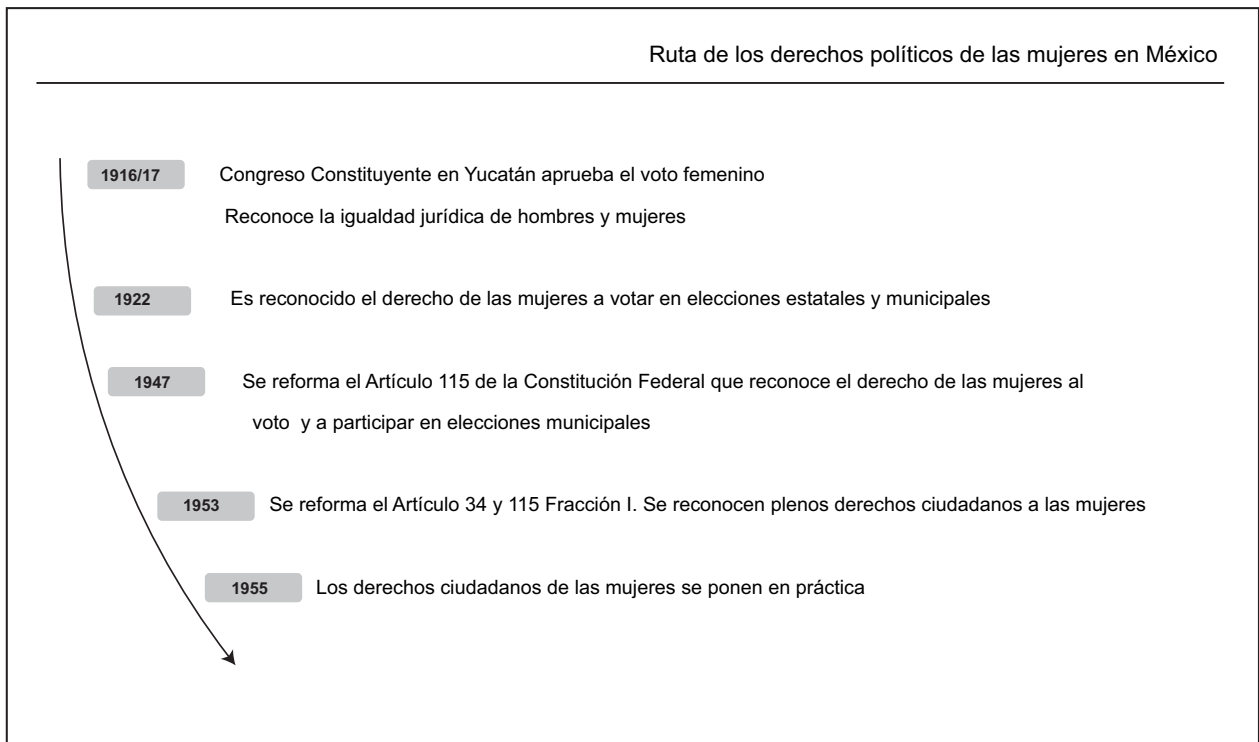 Ruta de los derechos políticos de las mujeres en México
1916/17 Congreso Constituyente en Yucatán aprueba el voto femenino
Reconoce la igualdad jurídica de hombres y mujeres
1922 Es reconocido el derecho de las mujeres a votar en elecciones estatales y municipales
1947 Se reforma el Artículo 115 de la Constitución Federal que reconoce el derecho de las mujeres al
voto y a participar en elecciones municipales
1953 Se reforma el Artículo 34 y 115 Fracción I. Se reconocen plenos derechos ciudadanos a las mujeres
1955 Los derechos ciudadanos de las mujeres se ponen en práctica